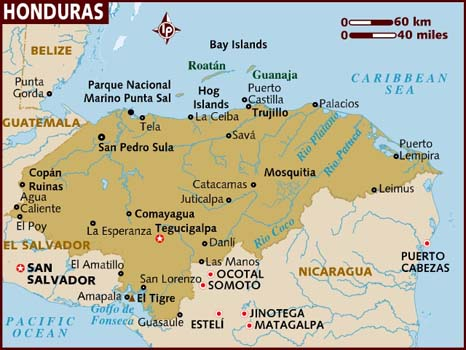 HONDURAS
0 60 km
0 40 miles
lp
BELIZE
Bay Islands
Roatán
Guanaja
CARIBBEAN
SEA
Punta
Gorda
Parque Nacional
Marino Punta Sal
Hog
Islands
Puerto
Castilla
Trujillo
Palacios
GUATEMALA
Tela
La Ceiba
San Pedro Sula
Savá
Río Plátano
Río Patuca
Puerto
Lempira
Copán
Ruinas
Catacamas
Mosquitia
Leimus
Agua
Caliente
Juticalpa
El Poy
Comayagua
La Esperanza
Tegucigalpa
Río Coco
EL SALVADOR
Danlí
PUERTO
CABEZAS
SAN
SALVADOR
El Amatillo
Las Manos
San Lorenzo
OCOTAL
SOMOTO
NICARAGUA
Amapala
El Tigre
Golfo de
Fonseca
Guasaule
ESTELÍ
JINOTEGA
MATAGALPA
PACIFIC
OCEAN